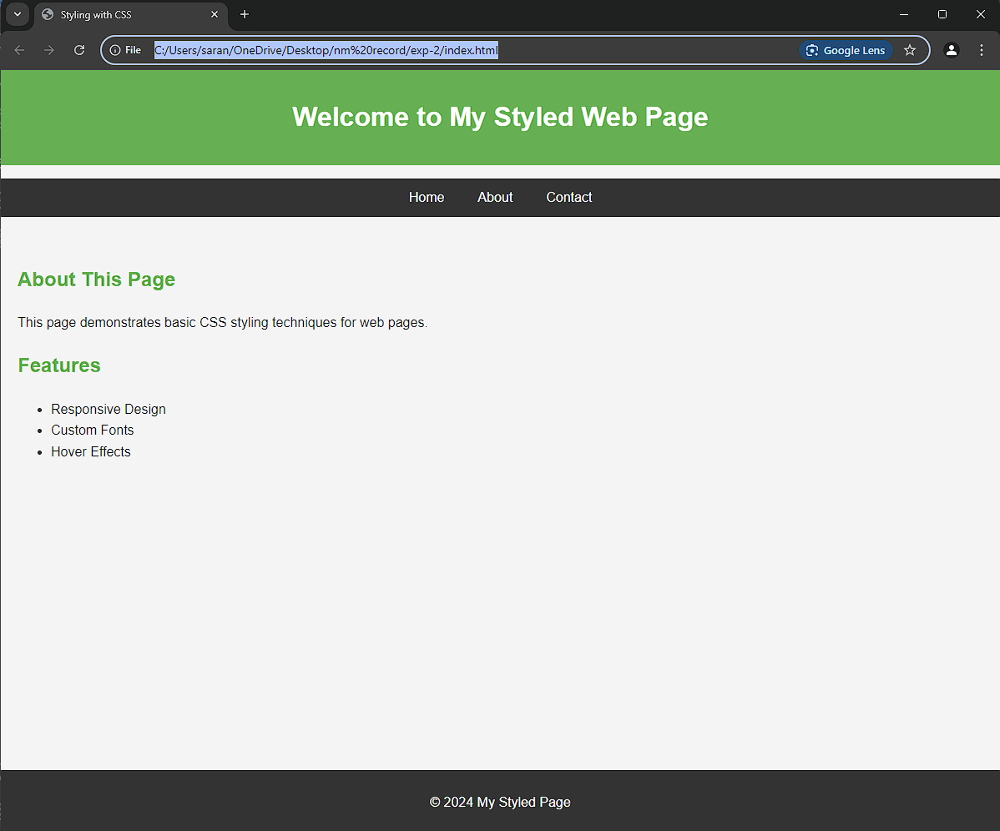 Styling with CSS
File C:/Users/saran/OneDrive/Desktop/nm%20record/exp-2/index.html Google Lens
Welcome to My Styled Web Page
Home About Contact
About This Page
This page demonstrates basic CSS styling techniques for web pages.
Features
• Responsive Design
• Custom Fonts
• Hover Effects
© 2024 My Styled Page